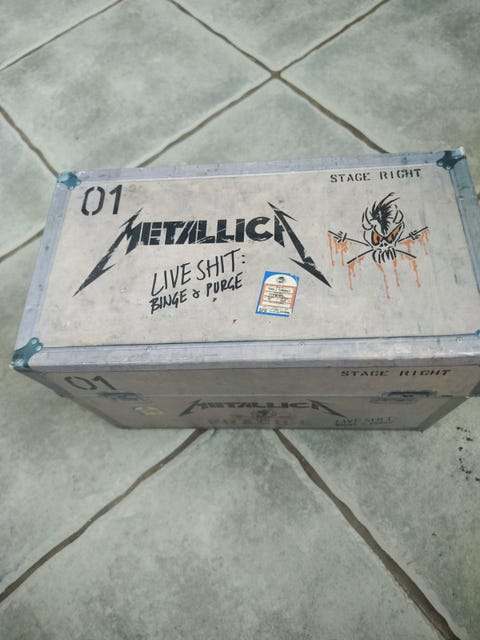 01
STAGE RIGHT
METALLICA
LIVE SHIT:
BINGE & PURGE
01
STAGE RIGHT
METALLICA
LIVE SHIT: